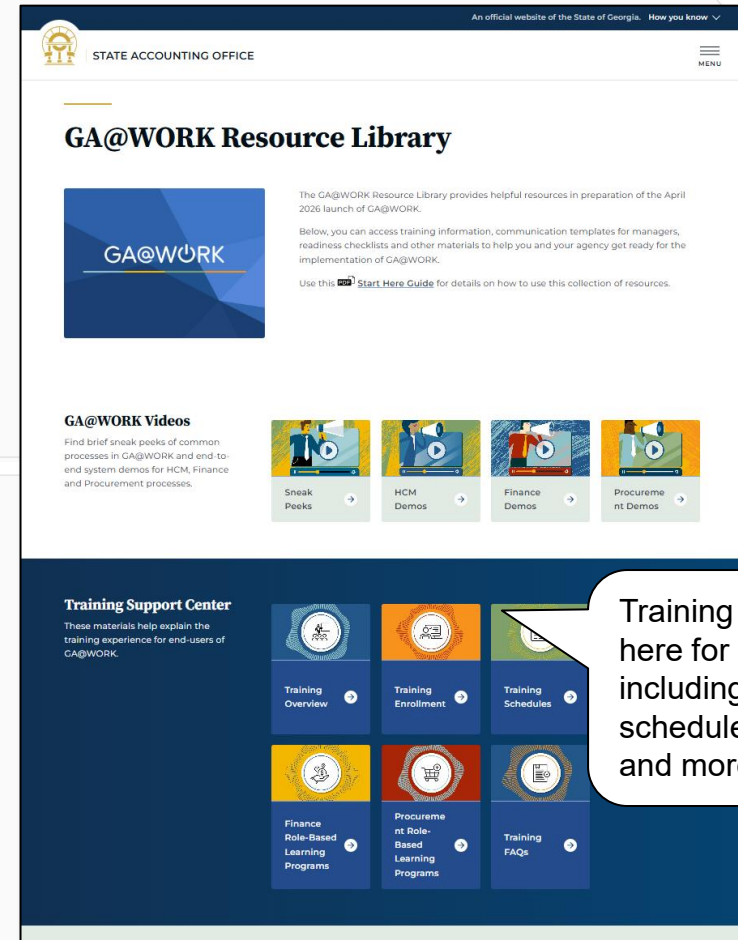 An official website of the State of Georgia. How you know
STATE ACCOUNTING OFFICE
MENU
GA@WORK Resource Library
GA@WORK
The GA@WORK Resource Library provides helpful resources in preparation of the April
2026 launch of GA@WORK.
Below, you can access training information, communication templates for managers,
readiness checklists and other materials to help you and your agency get ready for the
implementation of GA@WORK.
Use this PDF Start Here Guide for details on how to use this collection of resources.
GA@WORK Videos
Find brief sneak peeks of common
processes in GA@WORK and end-to-
end system demos for HCM, Finance
and Procurement processes.
Sneak
Peeks
HCM
Demos
Finance
Demos
Procureme
nt Demos
Training Support Center
These materials help explain the
training experience for end-users of
GA@WORK.
Training
Overview
Training
Enrollment
Training
Schedules
Training
here for
including
schedule
and more
Finance
Role-Based
Learning
Programs
Procureme
nt Role-
Based
Learning
Programs
Training
FAQs